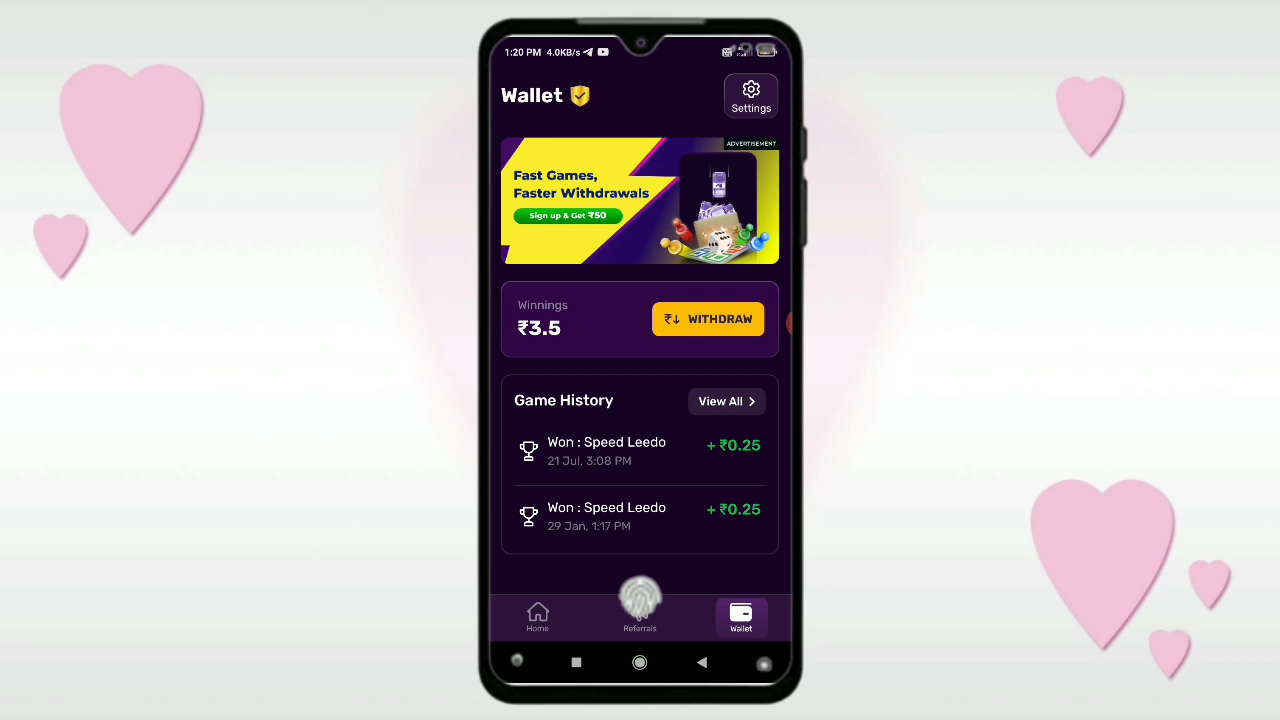 1:20 PM 4.0KB/s
Wallet
Settings
ADVERTISEMENT
Fast Games,
Faster Withdrawals
Sign up & Get ₹50
Winnings
₹3.5
₹↓ WITHDRAW
Game History
View All >
Won : Speed Leedo
+ ₹0.25
21 Jul, 3:08 PM
Won : Speed Leedo
+ ₹0.25
29 Jan, 1:17 PM
Home
Referrals
Wallet